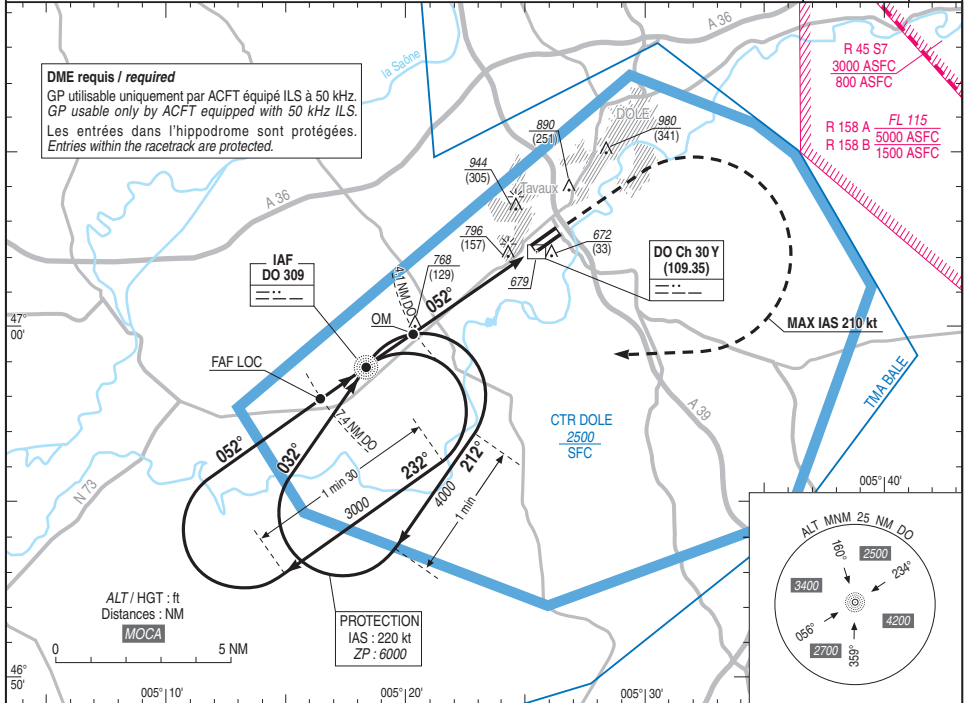 DME requis / required
GP utilisable uniquement par ACFT équipé ILS à 50 kHz.
GP usable only by ACFT equipped with 50 kHz ILS.
Les entrées dans l'hippodrome sont protégées.
Entries within the racetrack are protected.
la Saône
A 36
R 45 S7
3000 ASFC
800 ASFC
R 158 A
R 158 B
FL 115
5000 ASFC
1500 ASFC
DOLE
890
(251)
980
(341)
944
(305)
Tavaux
A 36
796
(157)
672
(33)
679
768
(129)
DO Ch 30 Y
(109.35)
IAF
DO 309
4.1 NM DO
052°
OM
47°
00'
MAX IAS 210 kt
FAF LOC
7.4 NM DO
TMA BALE
A 39
CTR DOLE
2500
SFC
052°
032°
232°
212°
1 min 30
3000
4000
1 min
N 73
005°40'
ALT MNM 25 NM DO
160°
2500
234°
3400
4200
056°
2700
359°
ALT / HGT : ft
Distances : NM
MOCA
0
5 NM
PROTECTION
IAS : 220 kt
ZP : 6000
46°
50'
005°10'
005°20'
005°30'